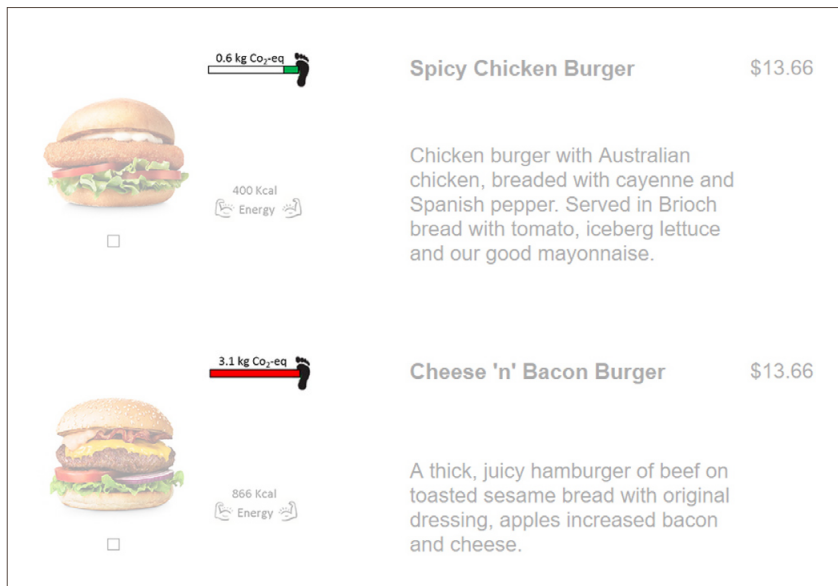 0.6 kg Co₂-eq
Spicy Chicken Burger $13.66
Chicken burger with Australian
chicken, breaded with cayenne and
Spanish pepper. Served in Brioch
bread with tomato, iceberg lettuce
and our good mayonnaise.
400 Kcal
Energy
3.1 kg Co₂-eq
Cheese 'n' Bacon Burger $13.66
A thick, juicy hamburger of beef on
toasted sesame bread with original
dressing, apples increased bacon
and cheese.
866 Kcal
Energy